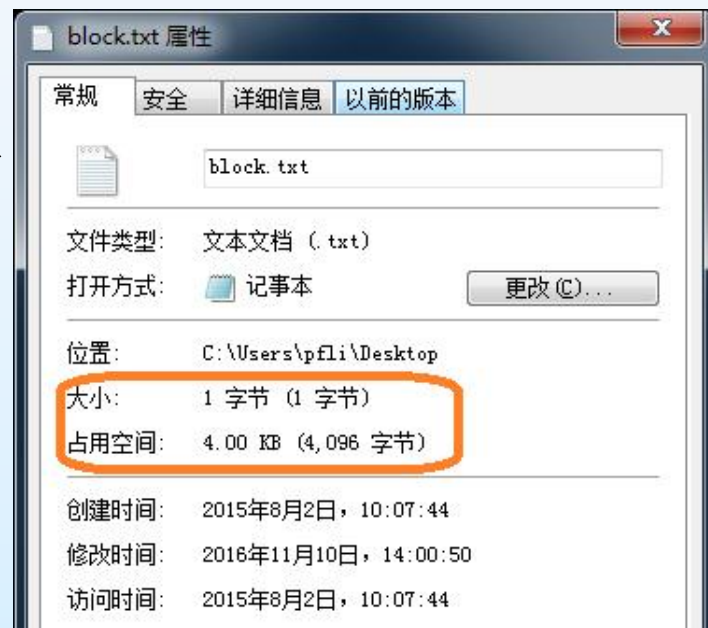 block.txt 属性
常规 安全 详细信息 以前的版本
block.txt
文件类型: 文本文档 (.txt)
打开方式: 记事本 更改(C)...
位置: C:\Users\pfli\Desktop
大小: 1 字节 (1 字节)
占用空间: 4.00 KB (4,096 字节)
创建时间: 2015年8月2日，10:07:44
修改时间: 2016年11月10日，14:00:50
访问时间: 2015年8月2日，10:07:44